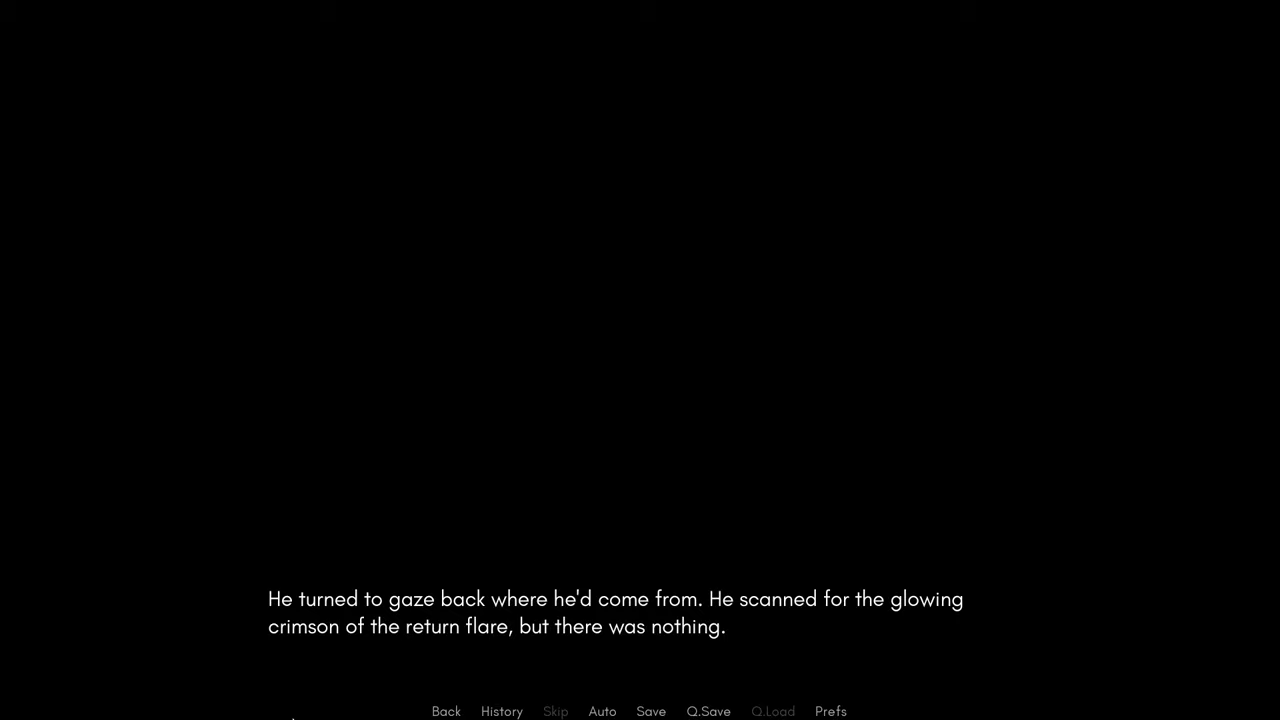 He turned to gaze back where he'd come from. He scanned for the glowing
crimson of the return flare, but there was nothing.
Back History Skip Auto Save Q.Save Q.Load Prefs